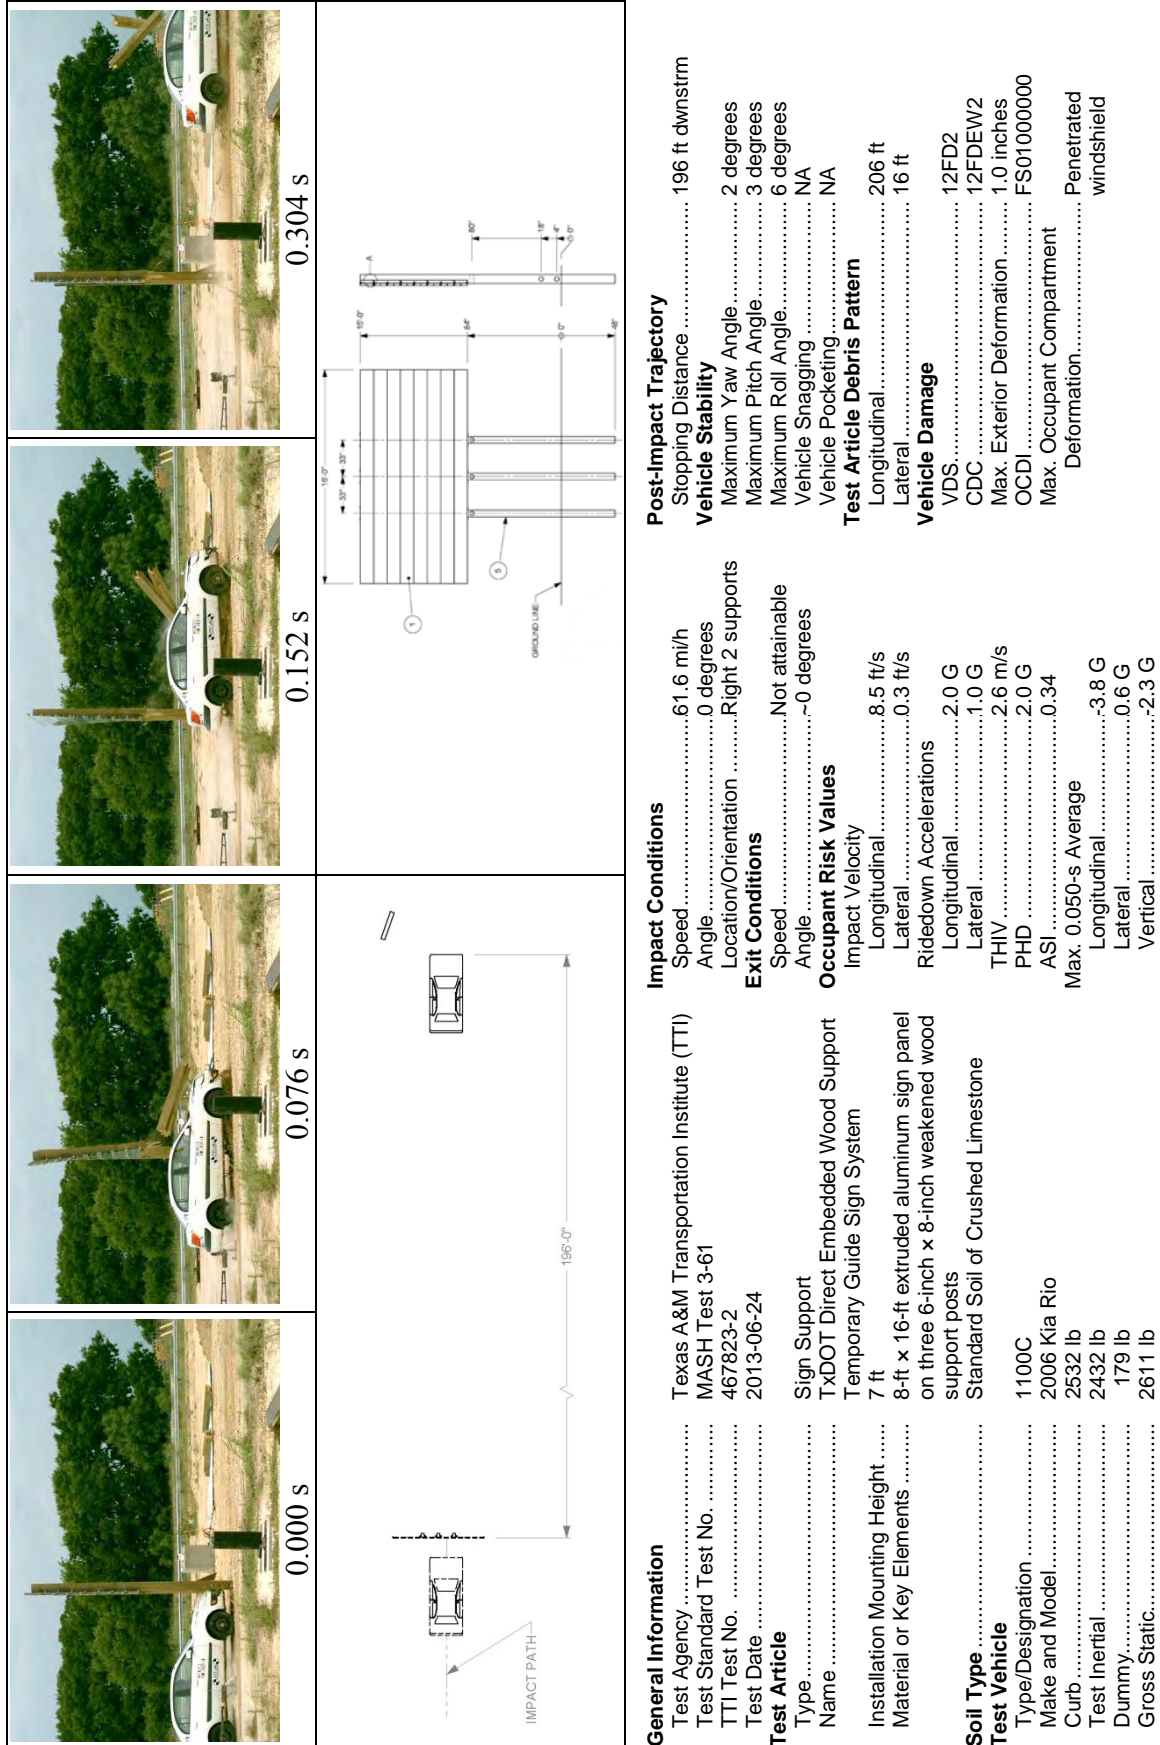 0.000 s
0.076 s
0.152 s
0.304 s
IMPACT PATH
196'-0"
16'-0"
33"
33"
1
5
GROUND LINE
15'-0"
84"
0"
48"
A
60"
18"
4"
0"
General Information
Test Agency ........................ Texas A&M Transportation Institute (TTI)
Test Standard Test No. .......... MASH Test 3-61
TTI Test No. ........................ 467823-2
Test Date ........................ 2013-06-24
Test Article
Type ........................ Sign Support
Name ........................ TxDOT Direct Embedded Wood Support
Temporary Guide Sign System
Installation Mounting Height ...... 7 ft
Material or Key Elements ........ 8-ft × 16-ft extruded aluminum sign panel
on three 6-inch × 8-inch weakened wood
support posts
Soil Type ........................ Standard Soil of Crushed Limestone
Test Vehicle
Type/Designation ........................ 1100C
Make and Model ........................ 2006 Kia Rio
Curb ........................ 2532 lb
Test Inertial ........................ 2432 lb
Dummy ........................ 179 lb
Gross Static ........................ 2611 lb
Impact Conditions
Speed ........................ 61.6 mi/h
Angle ........................ 0 degrees
Location/Orientation ....... Right 2 supports
Exit Conditions
Speed ........................ Not attainable
Angle ........................ ~0 degrees
Occupant Risk Values
Impact Velocity
Longitudinal ........................ 8.5 ft/s
Lateral ........................ 0.3 ft/s
Ridedown Accelerations
Longitudinal ........................ 2.0 G
Lateral ........................ 1.0 G
THIV ........................ 2.6 m/s
PHD ........................ 2.0 G
ASI ........................ 0.34
Max. 0.050-s Average
Longitudinal ........................ -3.8 G
Lateral ........................ 0.6 G
Vertical ........................ -2.3 G
Post-Impact Trajectory
Stopping Distance ........................ 196 ft dwnstrm
Vehicle Stability
Maximum Yaw Angle ........................ 2 degrees
Maximum Pitch Angle ........................ 3 degrees
Maximum Roll Angle ........................ 6 degrees
Vehicle Snagging ........................ NA
Vehicle Pocketing ........................ NA
Test Article Debris Pattern
Longitudinal ........................ 206 ft
Lateral ........................ 16 ft
Vehicle Damage
VDS ........................ 12FD2
CDC ........................ 12FDEW2
Max. Exterior Deformation ........ 1.0 inches
OCDI ........................ FS01000000
Max. Occupant Compartment
Deformation ........................ Penetrated
windshield